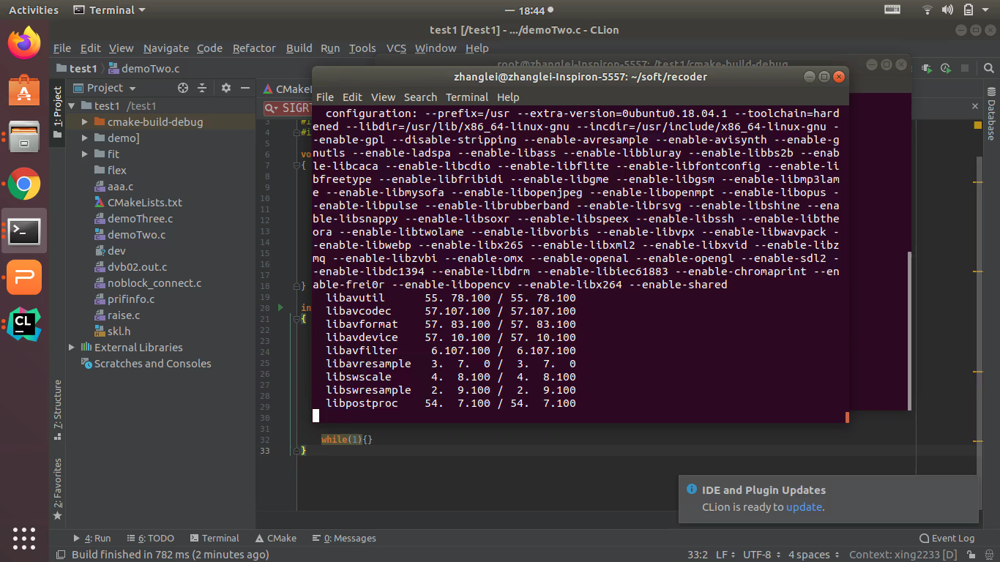 Activities Terminal 18:44
test1 [/test1] - .../demoTwo.c - CLion
File Edit View Navigate Code Refactor Build Run Tools VCS Window Help
root@zhanglei-Inspiron-5557: /test1/cmake-build-debug
test1 demoTwo.c
zhanglei@zhanglei-Inspiron-5557: ~/soft/recoder
File Edit View Search Terminal Help
Project
1: Project
7: Structure
2: Favorites
Database
test1 /test1
cmake-build-debug
demo]
fit
flex
aaa.c
CMakeLists.txt
demoThree.c
demoTwo.c
dev
dvb02.out.c
noblock_connect.c
prifinfo.c
raise.c
skl.h
External Libraries
Scratches and Consoles
CMakeL
SIGRT
3 #i
4 #i
5
6 vo
7 {
8
9
10
11
12
13
14
15
16
17
18 }
19
20 in
21 {
22
23
24
25
26
27
28
29
30
31
32 while(1){}
33 }
configuration: --prefix=/usr --extra-version=0ubuntu0.18.04.1 --toolchain=hard
ened --libdir=/usr/lib/x86_64-linux-gnu --incdir=/usr/include/x86_64-linux-gnu -
-enable-gpl --disable-stripping --enable-avresample --enable-avisynth --enable-g
nutls --enable-ladspa --enable-libass --enable-libbluray --enable-libbs2b --enab
le-libcaca --enable-libcdio --enable-libflite --enable-libfontconfig --enable-li
bfreetype --enable-libfribidi --enable-libgme --enable-libgsm --enable-libmp3lam
e --enable-libmysofa --enable-libopenjpeg --enable-libopenmpt --enable-libopus -
-enable-libpulse --enable-librubberband --enable-librsvg --enable-libshine --ena
ble-libsnappy --enable-libsoxr --enable-libspeex --enable-libssh --enable-libthe
ora --enable-libtwolame --enable-libvorbis --enable-libvpx --enable-libwavpack -
-enable-libwebp --enable-libx265 --enable-libxml2 --enable-libxvid --enable-libz
mq --enable-libzvbi --enable-omx --enable-openal --enable-opengl --enable-sdl2 -
-enable-libdc1394 --enable-libdrm --enable-libiec61883 --enable-chromaprint --en
able-frei0r --enable-libopencv --enable-libx264 --enable-shared
libavutil 55. 78.100 / 55. 78.100
libavcodec 57.107.100 / 57.107.100
libavformat 57. 83.100 / 57. 83.100
libavdevice 57. 10.100 / 57. 10.100
libavfilter 6.107.100 / 6.107.100
libavresample 3. 7. 0 / 3. 7. 0
libswscale 4. 8.100 / 4. 8.100
libswresample 2. 9.100 / 2. 9.100
libpostproc 54. 7.100 / 54. 7.100
IDE and Plugin Updates
CLion is ready to update.
4: Run 6: TODO Terminal CMake 0: Messages Event Log
Build finished in 782 ms (2 minutes ago) 33:2 LF UTF-8 4 spaces Context: xing2233 [D]